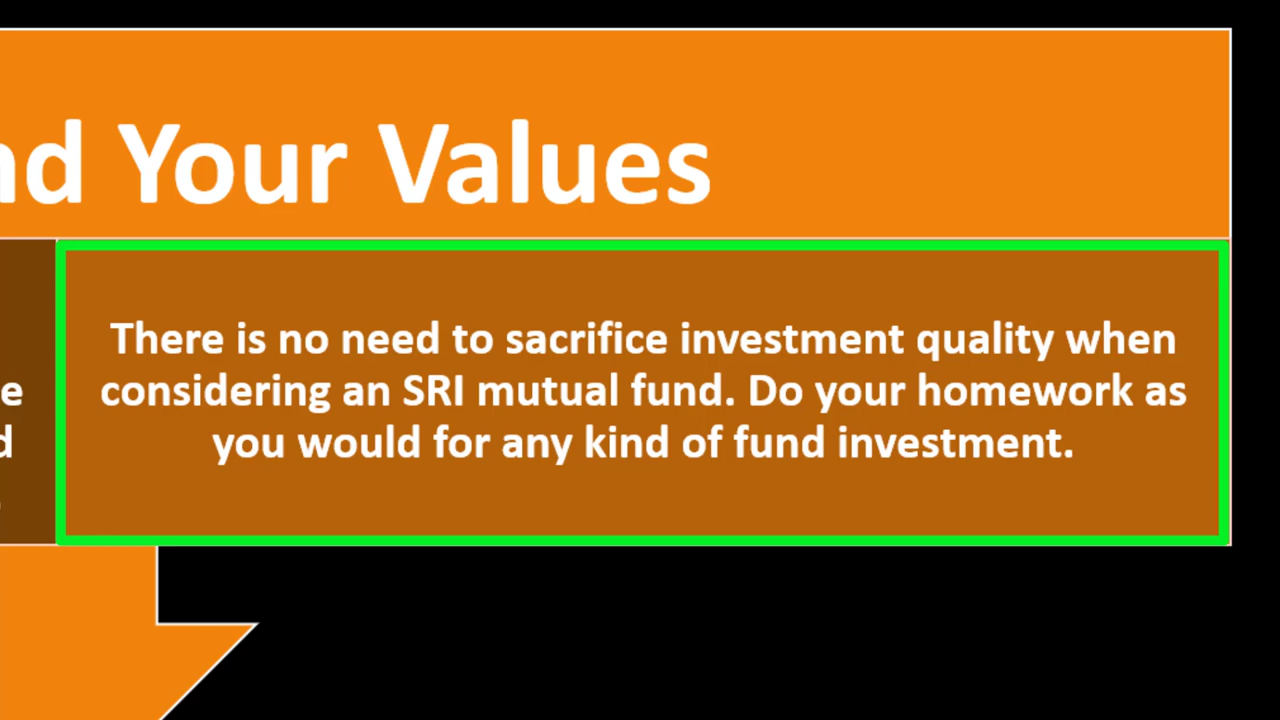 Your Values
There is no need to sacrifice investment quality when
considering an SRI mutual fund. Do your homework as
you would for any kind of fund investment.